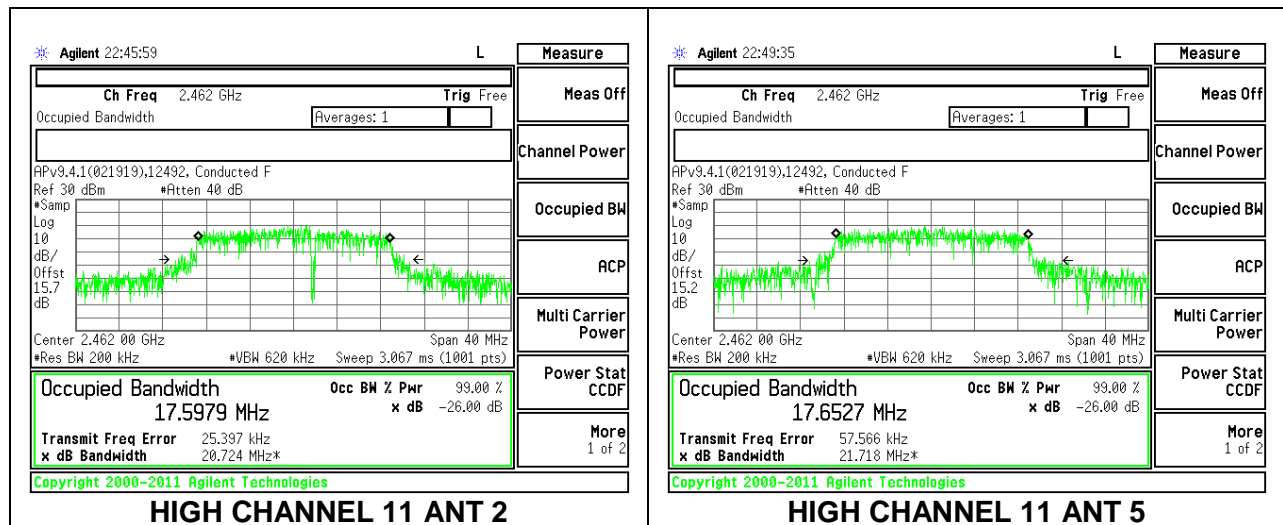 Agilent 22:45:59 L
Measure
Ch Freq 2.462 GHz Trig Free
Occupied Bandwidth Averages: 1
APv9.4.1(021919),12492, Conducted F
Ref 30 dBm #Atten 40 dB
#Samp
Log
10
dB/
Offst
15.7
dB
Center 2.462 00 GHz Span 40 MHz
#Res BW 200 kHz #VBW 620 kHz Sweep 3.067 ms (1001 pts)
Occupied Bandwidth Occ BW % Pwr 99.00 %
17.5979 MHz x dB -26.00 dB
Transmit Freq Error 25.397 kHz
x dB Bandwidth 20.724 MHz*
Meas Off
Channel Power
Occupied BW
ACP
Multi Carrier
Power
Power Stat
CCDF
More
1 of 2
Copyright 2000-2011 Agilent Technologies
HIGH CHANNEL 11 ANT 2
Agilent 22:49:35 L
Measure
Ch Freq 2.462 GHz Trig Free
Occupied Bandwidth Averages: 1
APv9.4.1(021919),12492, Conducted F
Ref 30 dBm #Atten 40 dB
#Samp
Log
10
dB/
Offst
15.2
dB
Center 2.462 00 GHz Span 40 MHz
#Res BW 200 kHz #VBW 620 kHz Sweep 3.067 ms (1001 pts)
Occupied Bandwidth Occ BW % Pwr 99.00 %
17.6527 MHz x dB -26.00 dB
Transmit Freq Error 57.566 kHz
x dB Bandwidth 21.718 MHz*
Meas Off
Channel Power
Occupied BW
ACP
Multi Carrier
Power
Power Stat
CCDF
More
1 of 2
Copyright 2000-2011 Agilent Technologies
HIGH CHANNEL 11 ANT 5